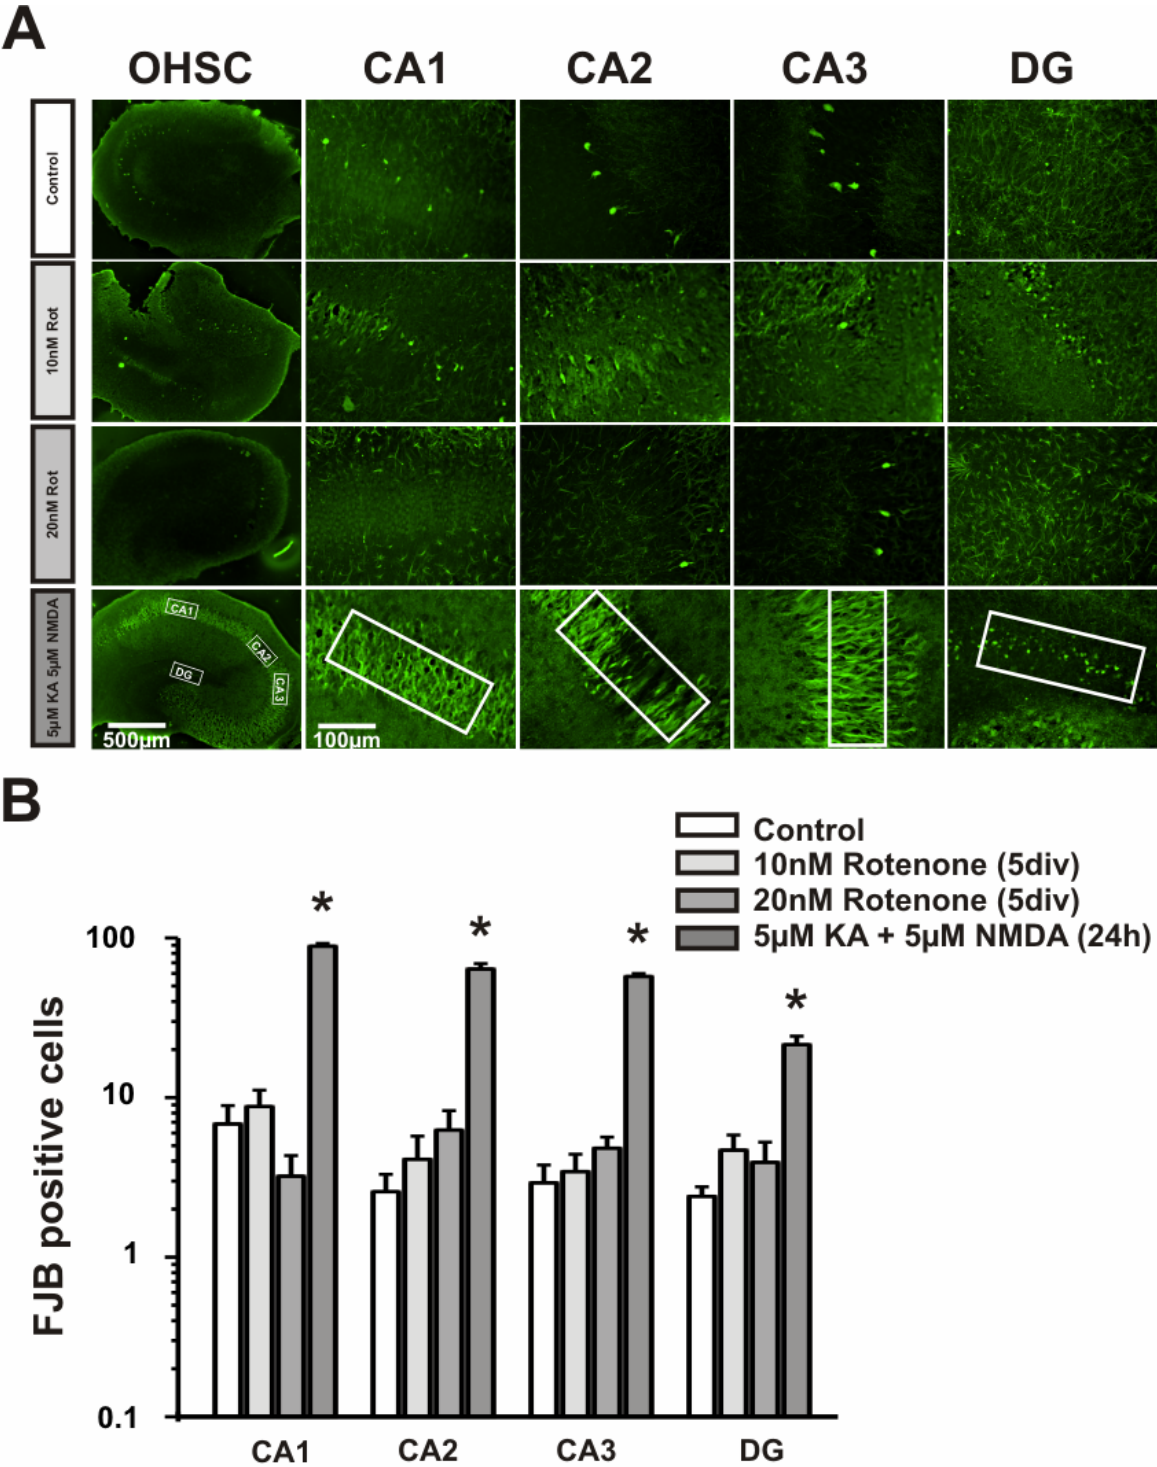 A
OHSC CA1 CA2 CA3 DG
Control
10nM Rot
20nM Rot
5µM KA 5µM NMDA
CA1
CA2
DG
CA3
500µm
100µm
B
Control
10nM Rotenone (5div)
20nM Rotenone (5div)
5µM KA + 5µM NMDA (24h)
FJB positive cells
100
10
1
0.1
* * * *
CA1 CA2 CA3 DG